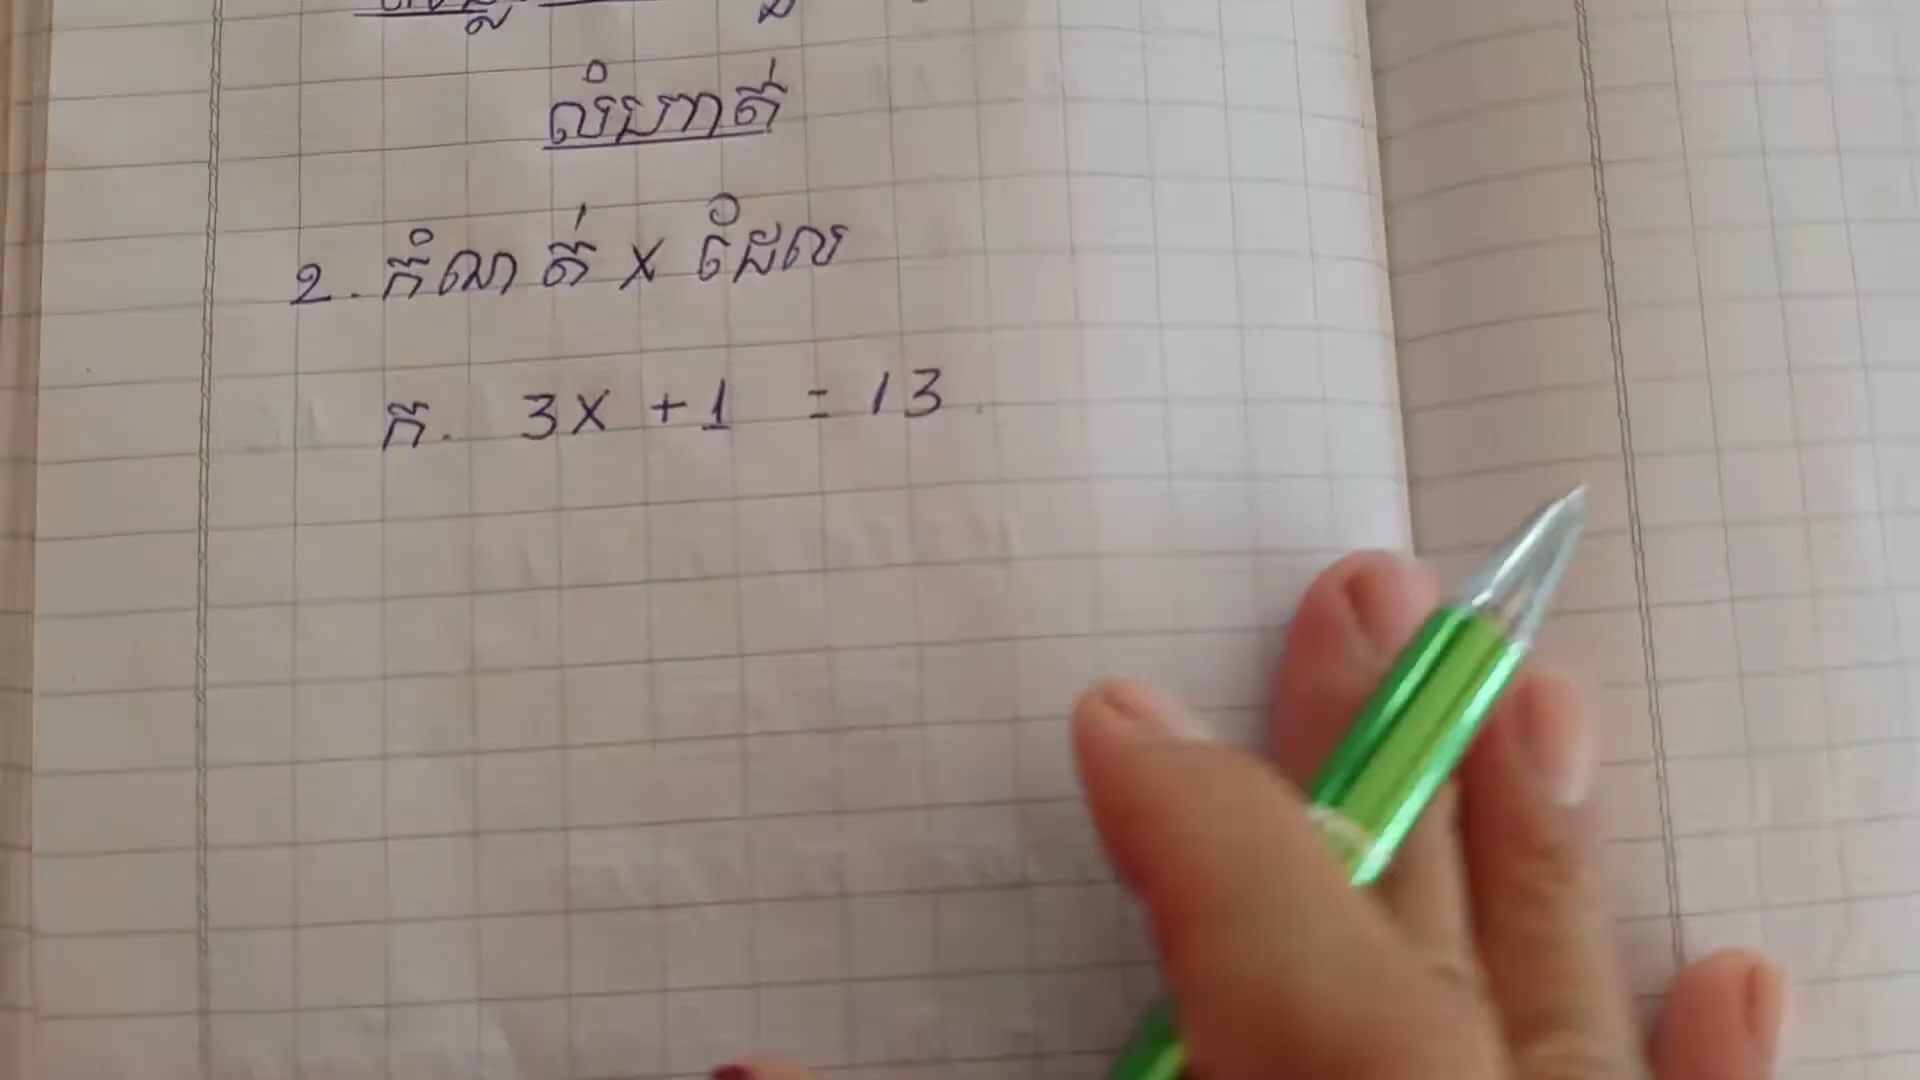 លំហាត់
2. កំណត់ x ដែល
ក. 3x + 1 = 13